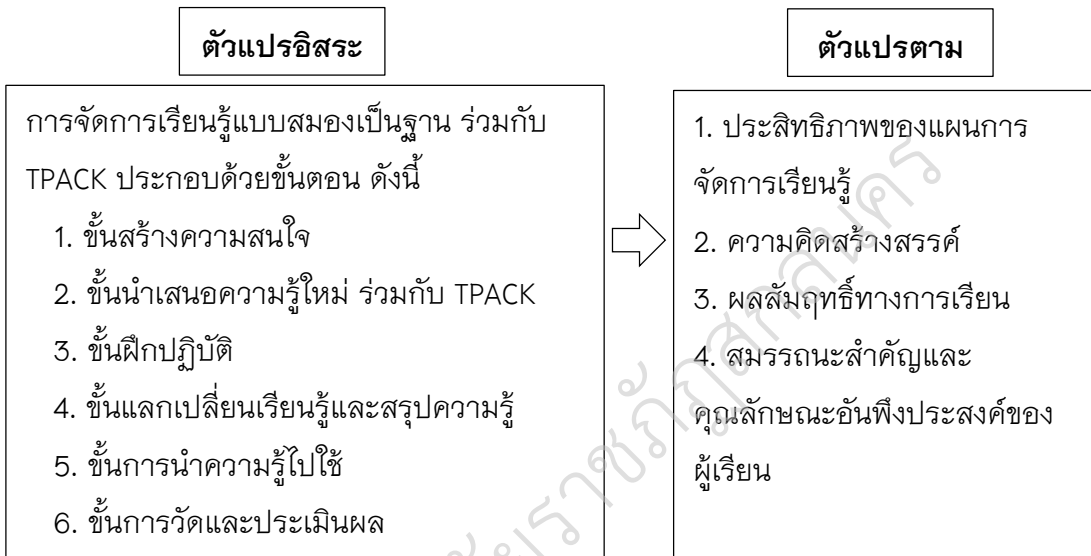 ตัวแปรอิสระ
การจัดการเรียนรู้แบบสมองเป็นฐาน ร่วมกับ
TPACK ประกอบด้วยขั้นตอน ดังนี้
1. ขั้นสร้างความสนใจ
2. ขั้นนำเสนอความรู้ใหม่ ร่วมกับ TPACK
3. ขั้นฝึกปฏิบัติ
4. ขั้นแลกเปลี่ยนเรียนรู้และสรุปความรู้
5. ขั้นการนำความรู้ไปใช้
6. ขั้นการวัดและประเมินผล
ตัวแปรตาม
1. ประสิทธิภาพของแผนการ
จัดการเรียนรู้
2. ความคิดสร้างสรรค์
3. ผลสัมฤทธิ์ทางการเรียน
4. สมรรถนะสำคัญและ
คุณลักษณะอันพึงประสงค์ของ
ผู้เรียน